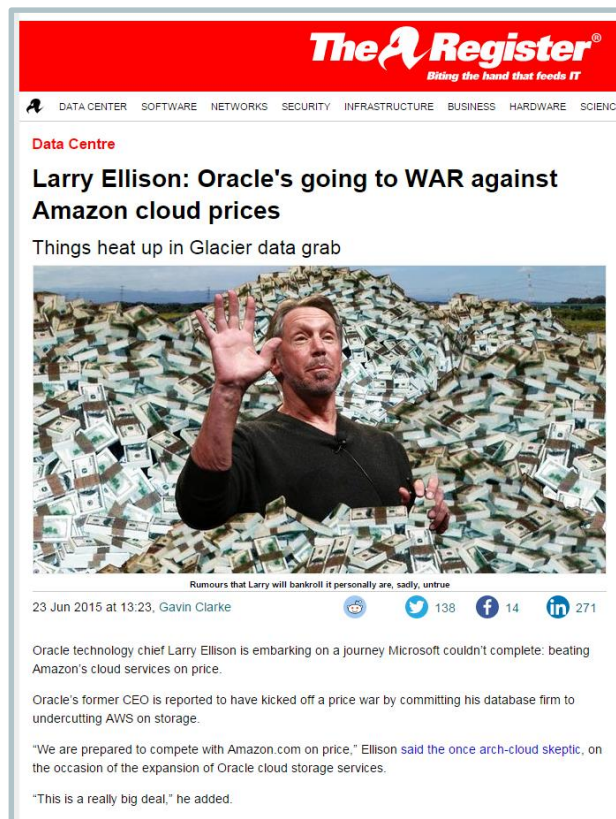 The Register®
Biting the hand that feeds IT
DATA CENTER SOFTWARE NETWORKS SECURITY INFRASTRUCTURE BUSINESS HARDWARE SCIENC
Data Centre
Larry Ellison: Oracle's going to WAR against
Amazon cloud prices
Things heat up in Glacier data grab
Rumours that Larry will bankroll it personally are, sadly, untrue
23 Jun 2015 at 13:23, Gavin Clarke 138 14 in 271
Oracle technology chief Larry Ellison is embarking on a journey Microsoft couldn't complete: beating
Amazon's cloud services on price.
Oracle's former CEO is reported to have kicked off a price war by committing his database firm to
undercutting AWS on storage.
“We are prepared to compete with Amazon.com on price,” Ellison said the once arch-cloud skeptic, on
the occasion of the expansion of Oracle cloud storage services.
“This is a really big deal,” he added.